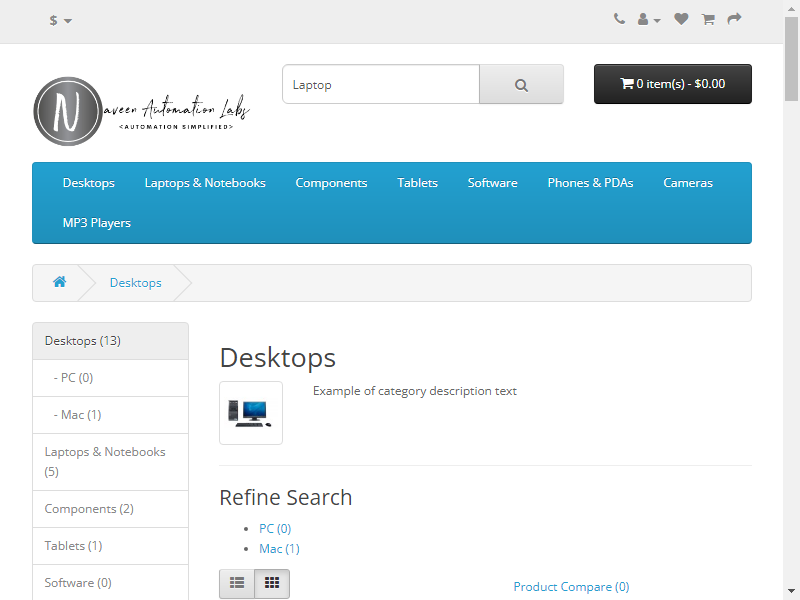 $
Laptop
0 item(s) - $0.00
N
aveen Automation Labs
<AUTOMATION SIMPLIFIED>
Desktops Laptops & Notebooks Components Tablets Software Phones & PDAs Cameras
MP3 Players
Desktops
Desktops (13)
- PC (0)
- Mac (1)
Laptops & Notebooks
(5)
Components (2)
Tablets (1)
Software (0)
Desktops
Example of category description text
Refine Search
PC (0)
Mac (1)
Product Compare (0)